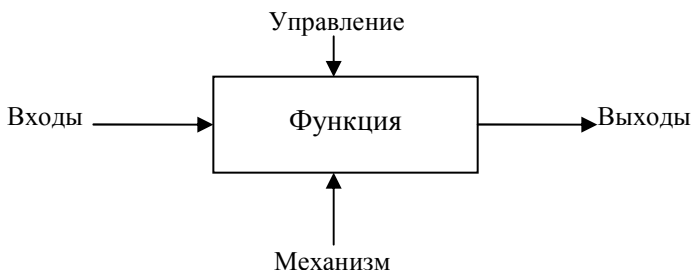 Управление
Входы
Функция
Выходы
Механизм